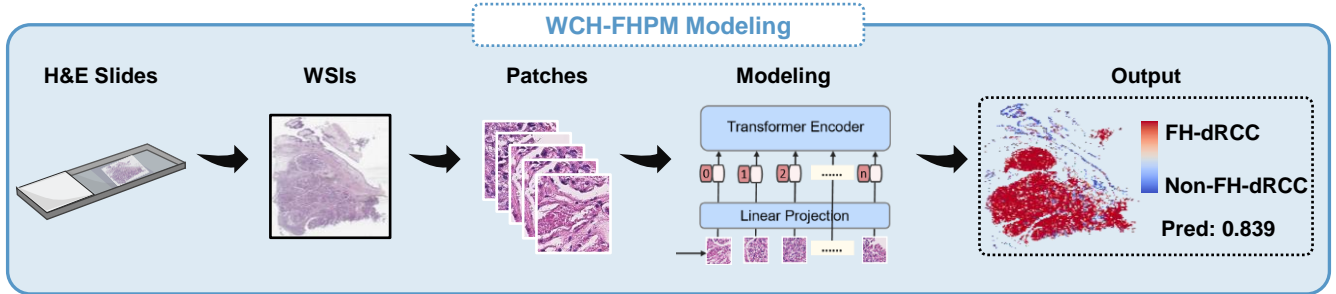 WCH-FHPM Modeling
H&E Slides
WSIs
Patches
Modeling
Output
Transformer Encoder
0
1
2
......
n
Linear Projection
......
FH-dRCC
Non-FH-dRCC
Pred: 0.839